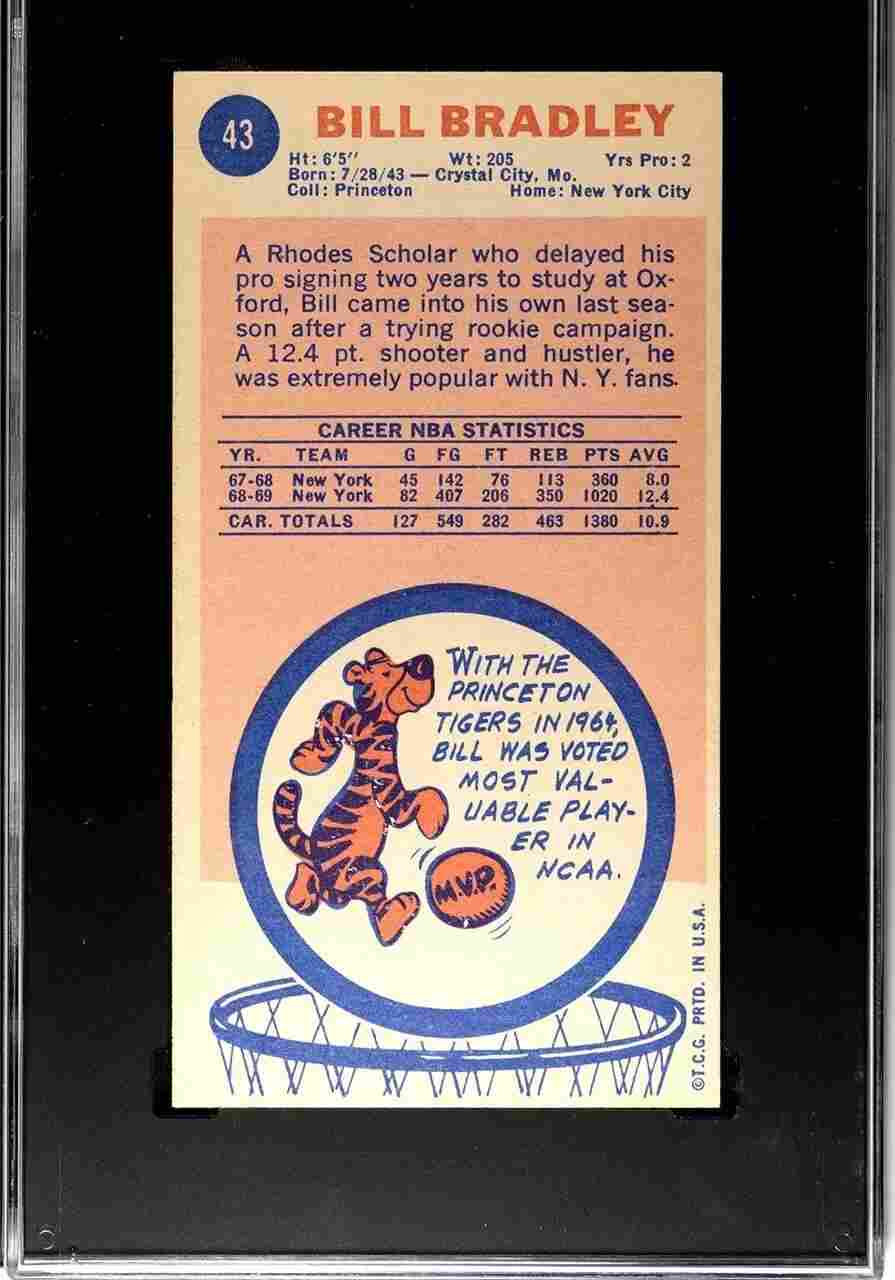 43
BILL BRADLEY
Ht: 6'5" Wt: 205 Yrs Pro: 2
Born: 7/28/43 — Crystal City, Mo.
Coll: Princeton Home: New York City
A Rhodes Scholar who delayed his
pro signing two years to study at Ox-
ford, Bill came into his own last sea-
son after a trying rookie campaign.
A 12.4 pt. shooter and hustler, he
was extremely popular with N. Y. fans.
CAREER NBA STATISTICS
YR. TEAM G FG FT REB PTS AVG
67-68 New York 45 142 76 113 360 8.0
68-69 New York 82 407 206 350 1020 12.4
CAR. TOTALS 127 549 282 463 1380 10.9
WITH THE
PRINCETON
TIGERS IN 1964,
BILL WAS VOTED
MOST VAL-
UABLE PLAY-
ER IN
NCAA.
M.V.P.
©T.C.G. PRTD. IN U.S.A.